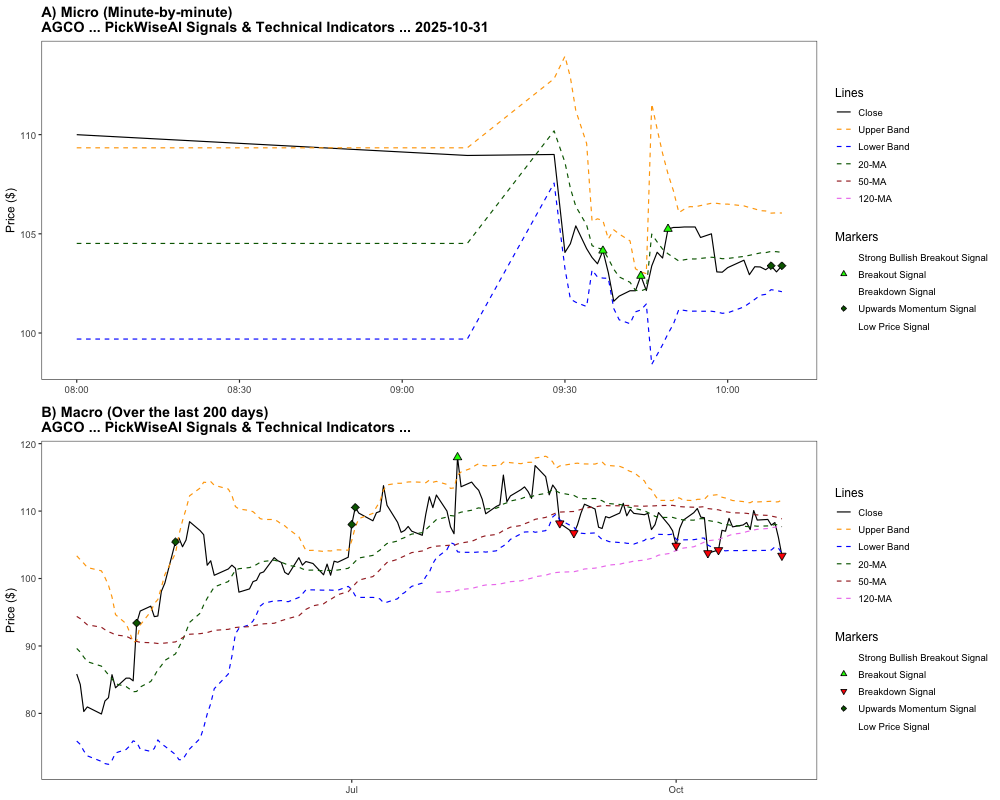 A) Micro (Minute-by-minute)
AGCO ... PickWiseAI Signals & Technical Indicators ... 2025-10-31
Price ($)
110
105
100
08:00
08:30
09:00
09:30
10:00
Lines
Close
Upper Band
Lower Band
20-MA
50-MA
120-MA
Markers
Strong Bullish Breakout Signal
Breakout Signal
Breakdown Signal
Upwards Momentum Signal
Low Price Signal
B) Macro (Over the last 200 days)
AGCO ... PickWiseAI Signals & Technical Indicators ...
Price ($)
120
110
100
90
80
Jul
Oct
Lines
Close
Upper Band
Lower Band
20-MA
50-MA
120-MA
Markers
Strong Bullish Breakout Signal
Breakout Signal
Breakdown Signal
Upwards Momentum Signal
Low Price Signal